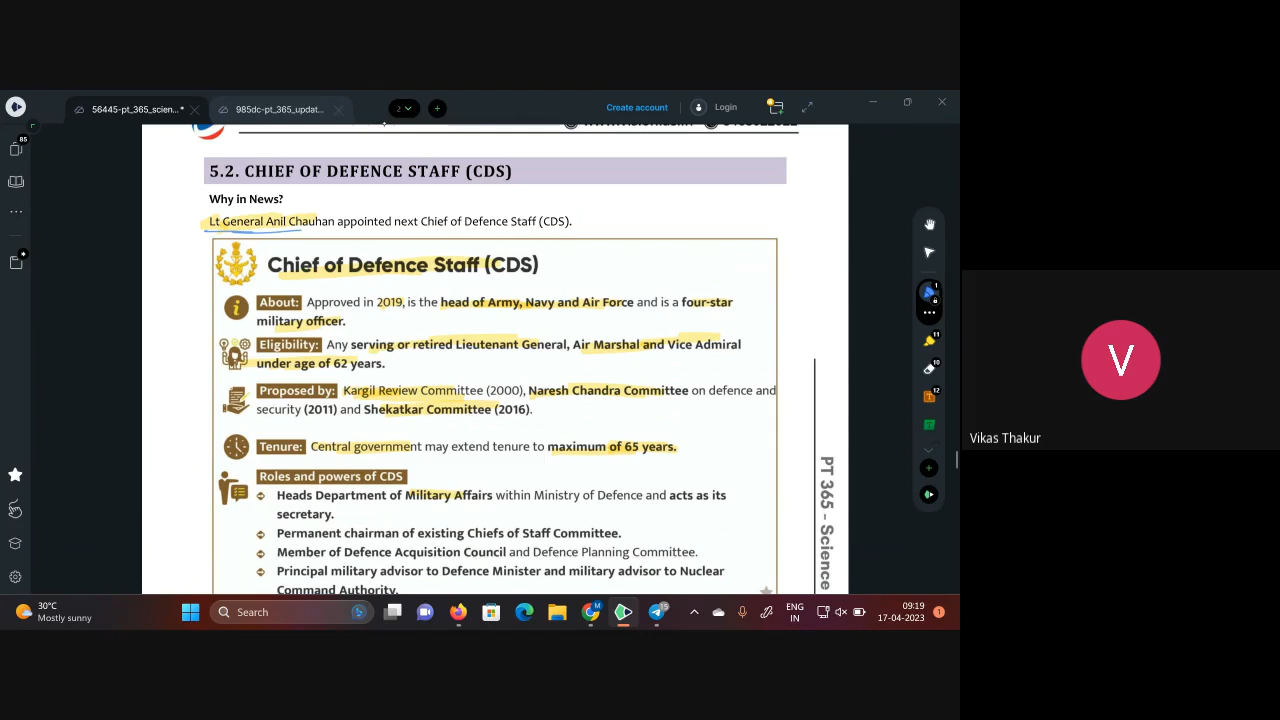 56445-pt_365_scien...*
985dc-pt_365_updat...
2
Create account
Login
85
5.2. CHIEF OF DEFENCE STAFF (CDS)
Why in News?
Lt General Anil Chauhan appointed next Chief of Defence Staff (CDS).
Chief of Defence Staff (CDS)
About: Approved in 2019, is the head of Army, Navy and Air Force and is a four-star
military officer.
Eligibility: Any serving or retired Lieutenant General, Air Marshal and Vice Admiral
under age of 62 years.
Proposed by: Kargil Review Committee (2000), Naresh Chandra Committee on defence and
security (2011) and Shekatkar Committee (2016).
Tenure: Central government may extend tenure to maximum of 65 years.
Roles and powers of CDS
Heads Department of Military Affairs within Ministry of Defence and acts as its
secretary.
Permanent chairman of existing Chiefs of Staff Committee.
Member of Defence Acquisition Council and Defence Planning Committee.
Principal military advisor to Defence Minister and military advisor to Nuclear
Command Authority.
PT 365 - Science
1
11
10
12
V
Vikas Thakur
30°C
Mostly sunny
Search
15
ENG
IN
09:19
17-04-2023
1